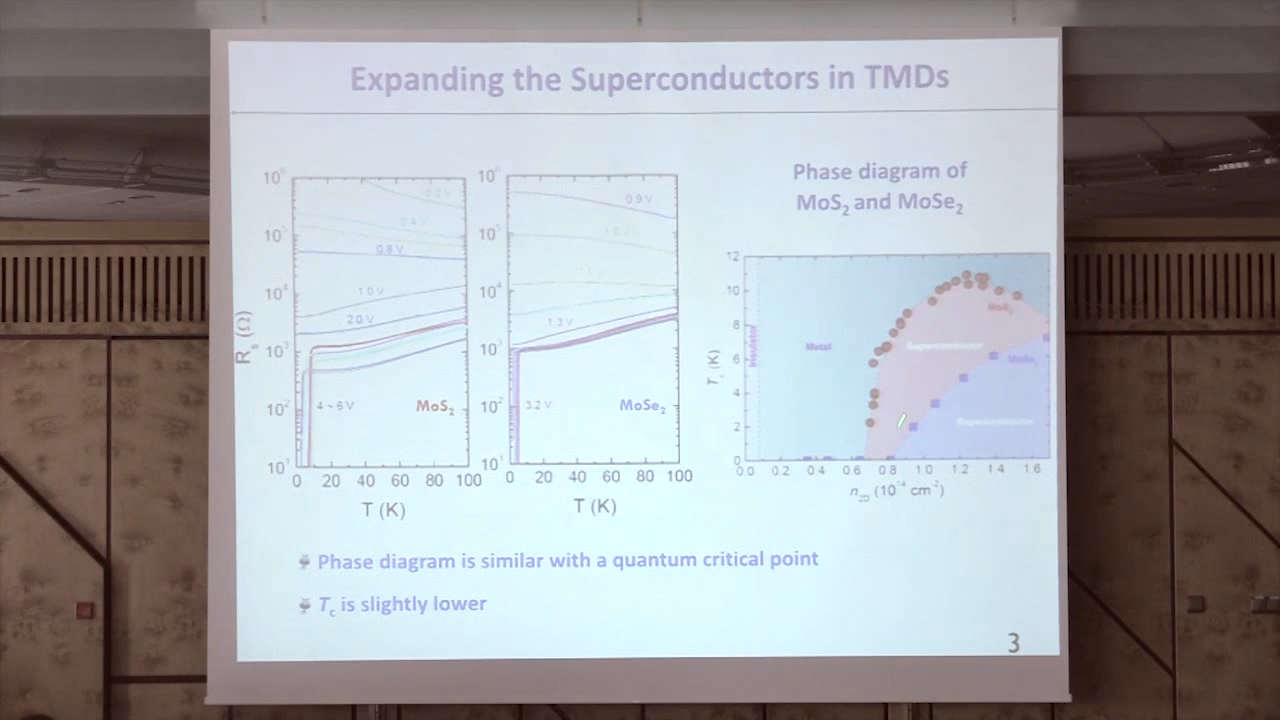 Expanding the Superconductors in TMDs
10⁶
10⁵
10⁴
10³
10²
10¹
Rₛ (Ω)
0.2 V
0.4 V
0.8 V
1.0 V
2.0 V
4 ~ 6 V
MoS₂
0 20 40 60 80 100
T (K)
10⁶
10⁵
10⁴
10³
10²
10¹
0.9 V
1.0 V
1.3 V
3.2 V
MoSe₂
0 20 40 60 80 100
T (K)
Phase diagram of
MoS₂ and MoSe₂
12
10
8
6
4
2
0
T_c (K)
Insulator
Metal
MoS₂
Superconductor
MoSe₂
Superconductor
0.0 0.2 0.4 0.6 0.8 1.0 1.2 1.4 1.6
n₂D (10¹⁴ cm⁻²)
Phase diagram is similar with a quantum critical point
T_c is slightly lower
3